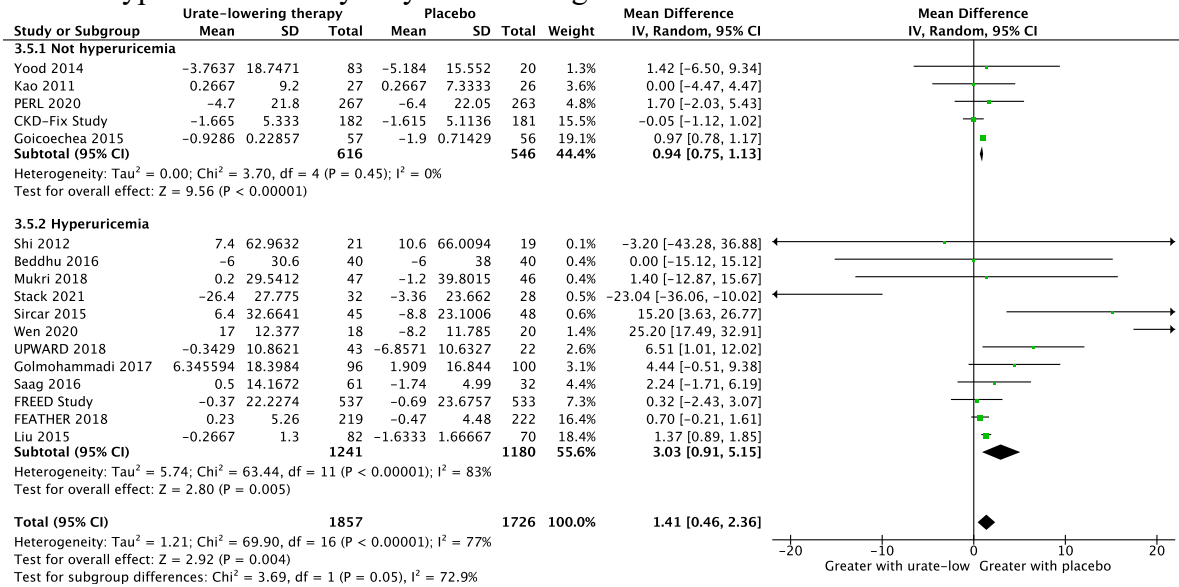 Urate-lowering therapy Placebo Mean Difference Mean Difference
Study or Subgroup Mean SD Total Mean SD Total Weight IV, Random, 95% CI IV, Random, 95% CI
3.5.1 Not hyperuricemia
Yood 2014 −3.7637 18.7471 83 −5.184 15.552 20 1.3% 1.42 [−6.50, 9.34]
Kao 2011 0.2667 9.2 27 0.2667 7.3333 26 3.6% 0.00 [−4.47, 4.47]
PERL 2020 −4.7 21.8 267 −6.4 22.05 263 4.8% 1.70 [−2.03, 5.43]
CKD-Fix Study −1.665 5.333 182 −1.615 5.1136 181 15.5% −0.05 [−1.12, 1.02]
Goicoechea 2015 −0.9286 0.22857 57 −1.9 0.71429 56 19.1% 0.97 [0.78, 1.17]
Subtotal (95% CI) 616 546 44.4% 0.94 [0.75, 1.13]
Heterogeneity: Tau² = 0.00; Chi² = 3.70, df = 4 (P = 0.45); I² = 0%
Test for overall effect: Z = 9.56 (P < 0.00001)
3.5.2 Hyperuricemia
Shi 2012 7.4 62.9632 21 10.6 66.0094 19 0.1% −3.20 [−43.28, 36.88]
Beddhu 2016 −6 30.6 40 −6 38 40 0.4% 0.00 [−15.12, 15.12]
Mukri 2018 0.2 29.5412 47 −1.2 39.8015 46 0.4% 1.40 [−12.87, 15.67]
Stack 2021 −26.4 27.775 32 −3.36 23.662 28 0.5% −23.04 [−36.06, −10.02]
Sircar 2015 6.4 32.6641 45 −8.8 23.1006 48 0.6% 15.20 [3.63, 26.77]
Wen 2020 17 12.377 18 −8.2 11.785 20 1.4% 25.20 [17.49, 32.91]
UPWARD 2018 −0.3429 10.8621 43 −6.8571 10.6327 22 2.6% 6.51 [1.01, 12.02]
Golmohammadi 2017 6.345594 18.3984 96 1.909 16.844 100 3.1% 4.44 [−0.51, 9.38]
Saag 2016 0.5 14.1672 61 −1.74 4.99 32 4.4% 2.24 [−1.71, 6.19]
FREED Study −0.37 22.2274 537 −0.69 23.6757 533 7.3% 0.32 [−2.43, 3.07]
FEATHER 2018 0.23 5.26 219 −0.47 4.48 222 16.4% 0.70 [−0.21, 1.61]
Liu 2015 −0.2667 1.3 82 −1.6333 1.66667 70 18.4% 1.37 [0.89, 1.85]
Subtotal (95% CI) 1241 1180 55.6% 3.03 [0.91, 5.15]
Heterogeneity: Tau² = 5.74; Chi² = 63.44, df = 11 (P < 0.00001); I² = 83%
Test for overall effect: Z = 2.80 (P = 0.005)
Total (95% CI) 1857 1726 100.0% 1.41 [0.46, 2.36]
Heterogeneity: Tau² = 1.21; Chi² = 69.90, df = 16 (P < 0.00001); I² = 77%
Test for overall effect: Z = 2.92 (P = 0.004)
Test for subgroup differences: Chi² = 3.69, df = 1 (P = 0.05), I² = 72.9%
−20 −10 0 10 20
Greater with urate-low Greater with placebo